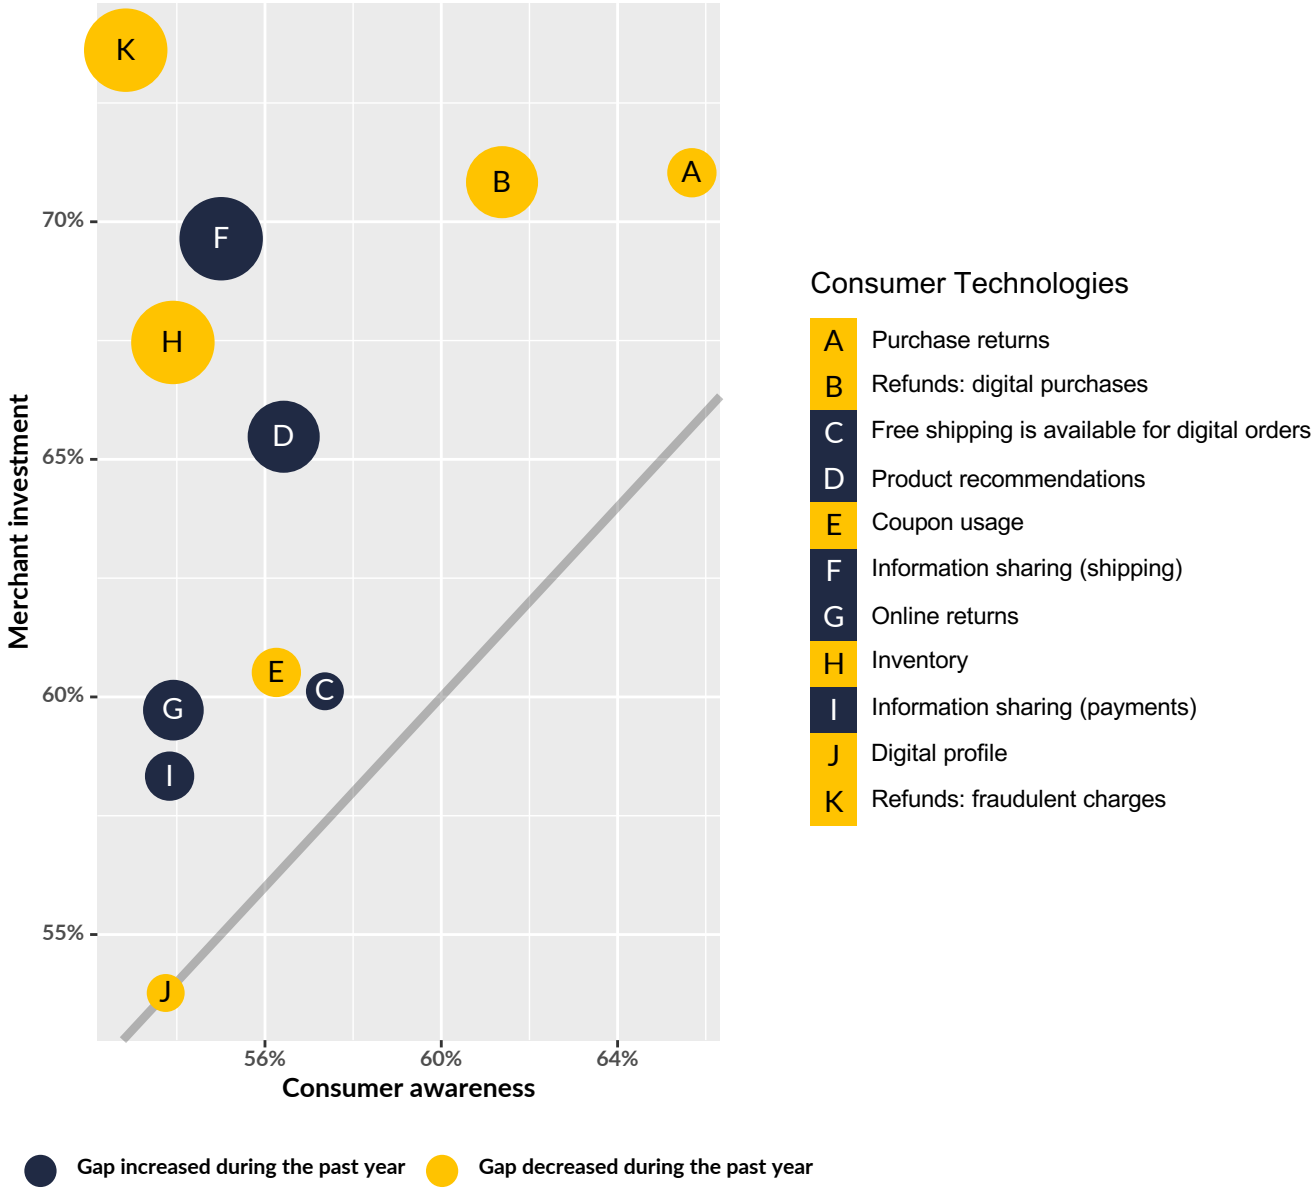 K
B
A
F
H
D
E
C
G
I
J
70%
65%
60%
55%
Merchant investment
56%
60%
64%
Consumer awareness
Consumer Technologies
A Purchase returns
B Refunds: digital purchases
C Free shipping is available for digital orders
D Product recommendations
E Coupon usage
F Information sharing (shipping)
G Online returns
H Inventory
I Information sharing (payments)
J Digital profile
K Refunds: fraudulent charges
Gap increased during the past year
Gap decreased during the past year